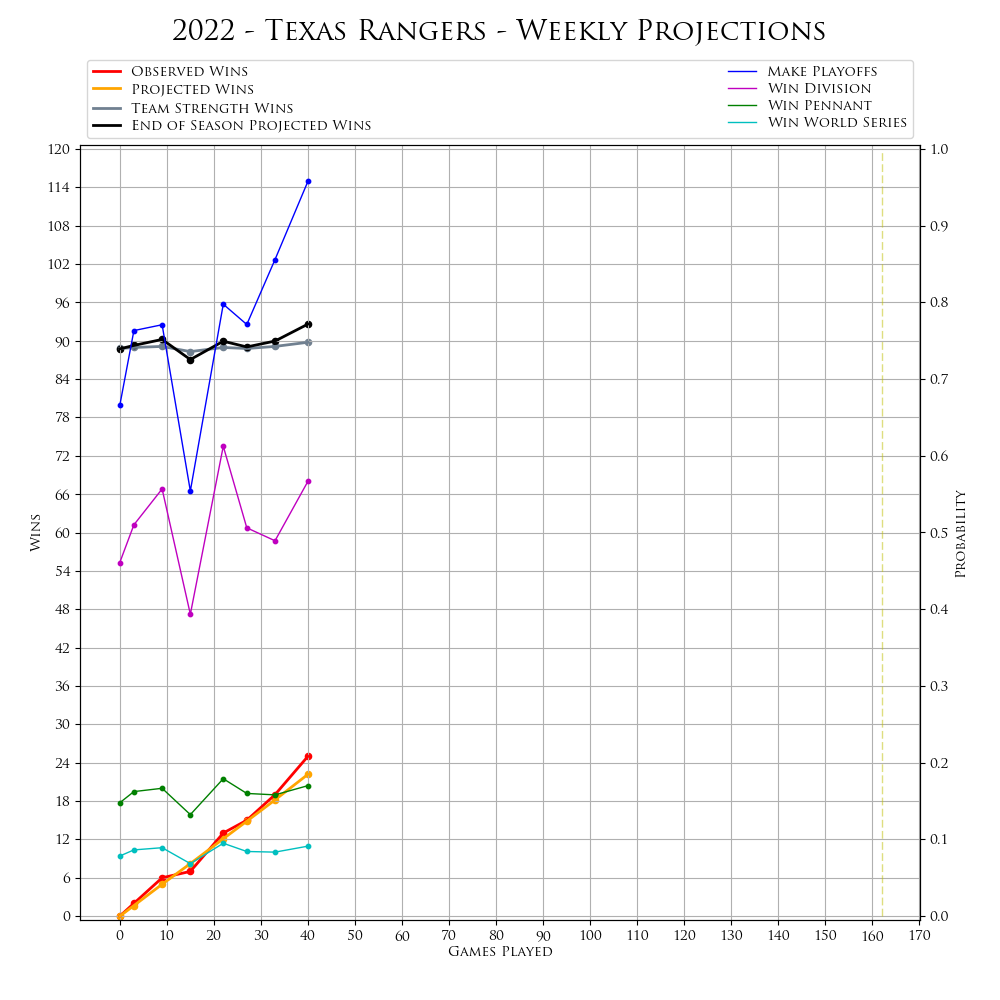 2022 - Texas Rangers - Weekly Projections
Observed Wins
Projected Wins
Team Strength Wins
End of Season Projected Wins
Make Playoffs
Win Division
Win Pennant
Win World Series
120
114
108
102
96
90
84
78
72
66
60
54
48
42
36
30
24
18
12
6
0
Wins
1.0
0.9
0.8
0.7
0.6
0.5
0.4
0.3
0.2
0.1
0.0
Probability
0 10 20 30 40 50 60 70 80 90 100 110 120 130 140 150 160 170
Games Played